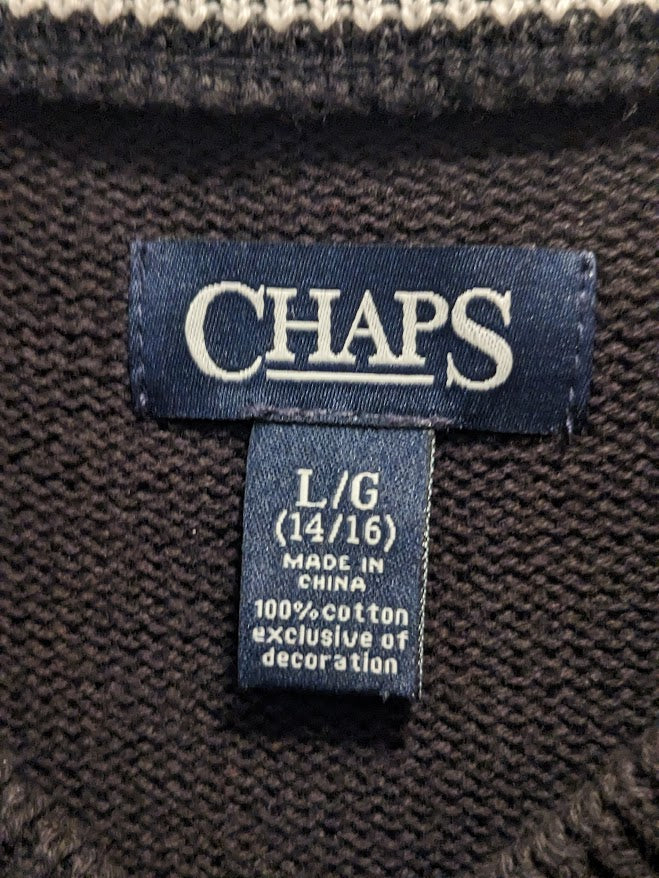 CHAPS
L/G
(14/16)
MADE IN
CHINA
100% cotton
exclusive of
decoration